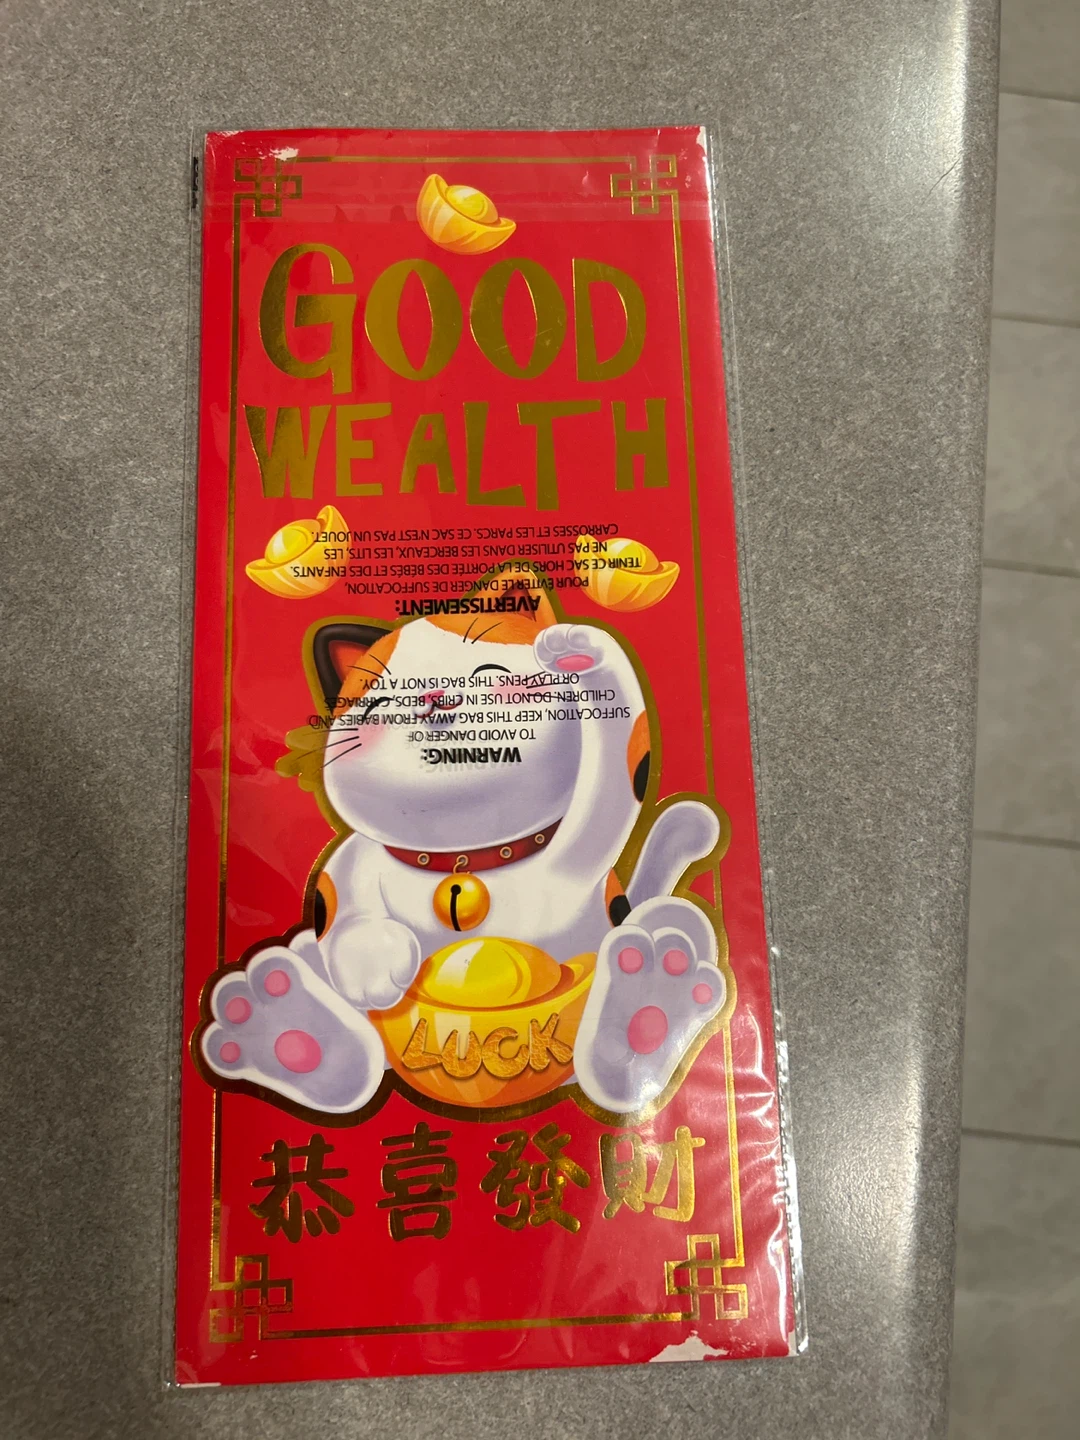 GOOD
WEALTH
WARNING:
TO AVOID DANGER OF
SUFFOCATION, KEEP THIS BAG AWAY FROM BABIES AND
CHILDREN. DO NOT USE IN CRIBS, BEDS, CARRIAGES
OR PLAY PENS. THIS BAG IS NOT A TOY.
AVERTISSEMENT:
POUR ÉVITER LE DANGER DE SUFFOCATION,
TENIR CE SAC HORS DE LA PORTÉE DES BEBÈS ET DES ENFANTS.
NE PAS UTILISER DANS LES BERCEAUX, LES LITS, LES
CARROSSES ET LES PARCS. CE SAC N'EST PAS UN JOUET.
LUCK
恭喜發財